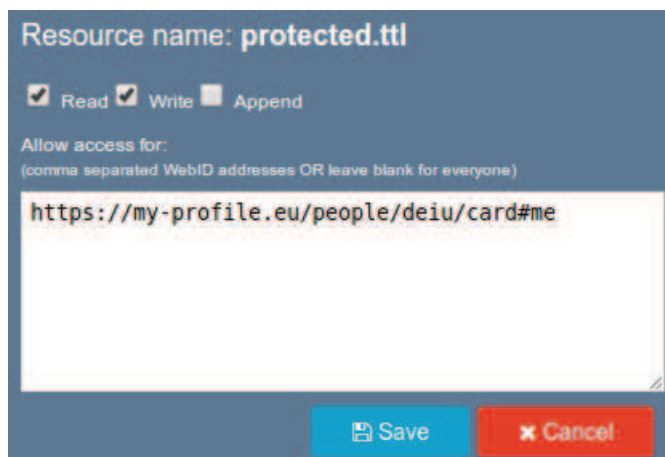 Resource name: protected.ttl
Read Write Append
Allow access for:
(comma separated WebID addresses OR leave blank for everyone)
https://my-profile.eu/people/deiu/card#me
Save Cancel